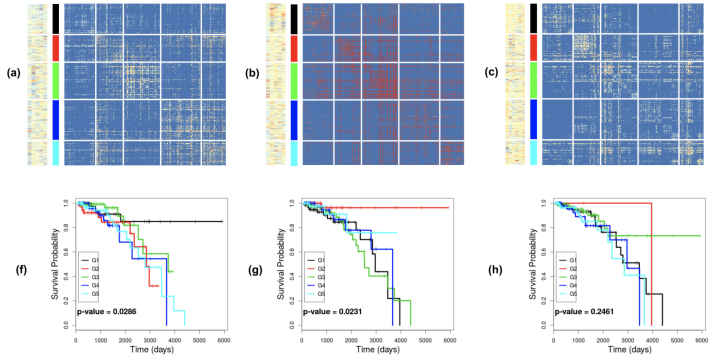 (a) (b) (c)
(f) (g) (h)
Survival Probability
0.0 0.2 0.4 0.6 0.8 1.0
G1
G2
G3
G4
G5
p-value = 0.0286
0 1000 2000 3000 4000 5000 6000
Time (days)
Survival Probability
0.0 0.2 0.4 0.6 0.8 1.0
G1
G2
G3
G4
G5
p-value = 0.0231
0 1000 2000 3000 4000 5000 6000
Time (days)
Survival Probability
0.0 0.2 0.4 0.6 0.8 1.0
G1
G2
G3
G4
G5
p-value = 0.2461
0 1000 2000 3000 4000 5000 6000
Time (days)